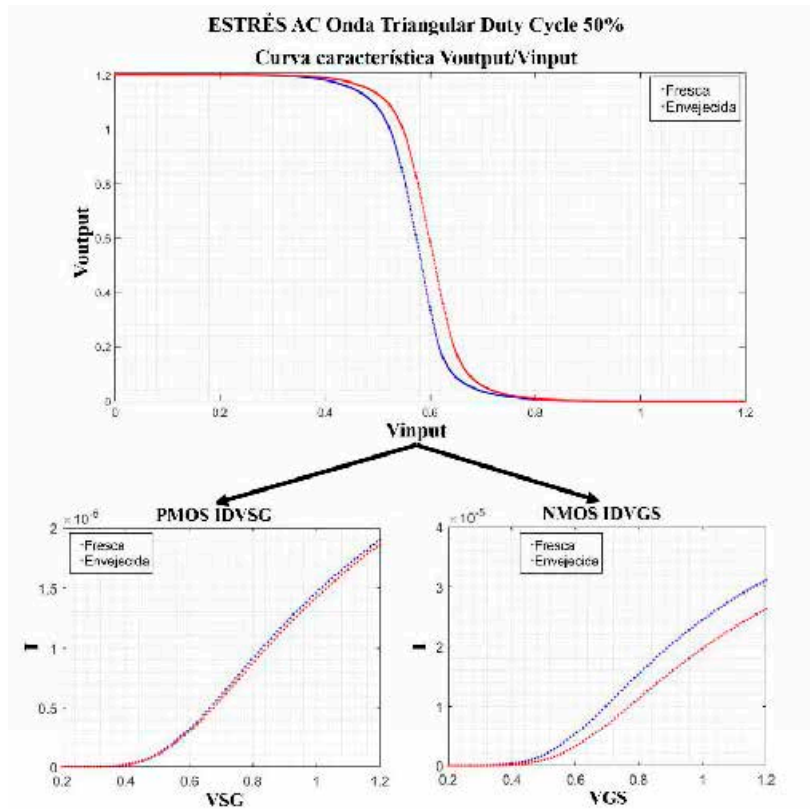 ESTRÉS AC Onda Triangular Duty Cycle 50%
Curva característica Voutput/Vinput
1.2
1
0.8
0.6
0.4
0.2
0
Voutput
Fresca
Envejecida
0 0.2 0.4 0.6 0.8 1 1.2
Vinput
PMOS IDVSG
2
1.5
1
0.5
0
I
Fresca
Envejecida
0.2 0.4 0.6 0.8 1 1.2
VSG
NMOS IDVGS
4 ×10⁻⁵
3
2
1
0
I
Fresca
Envejecida
0.2 0.4 0.6 0.8 1 1.2
VGS